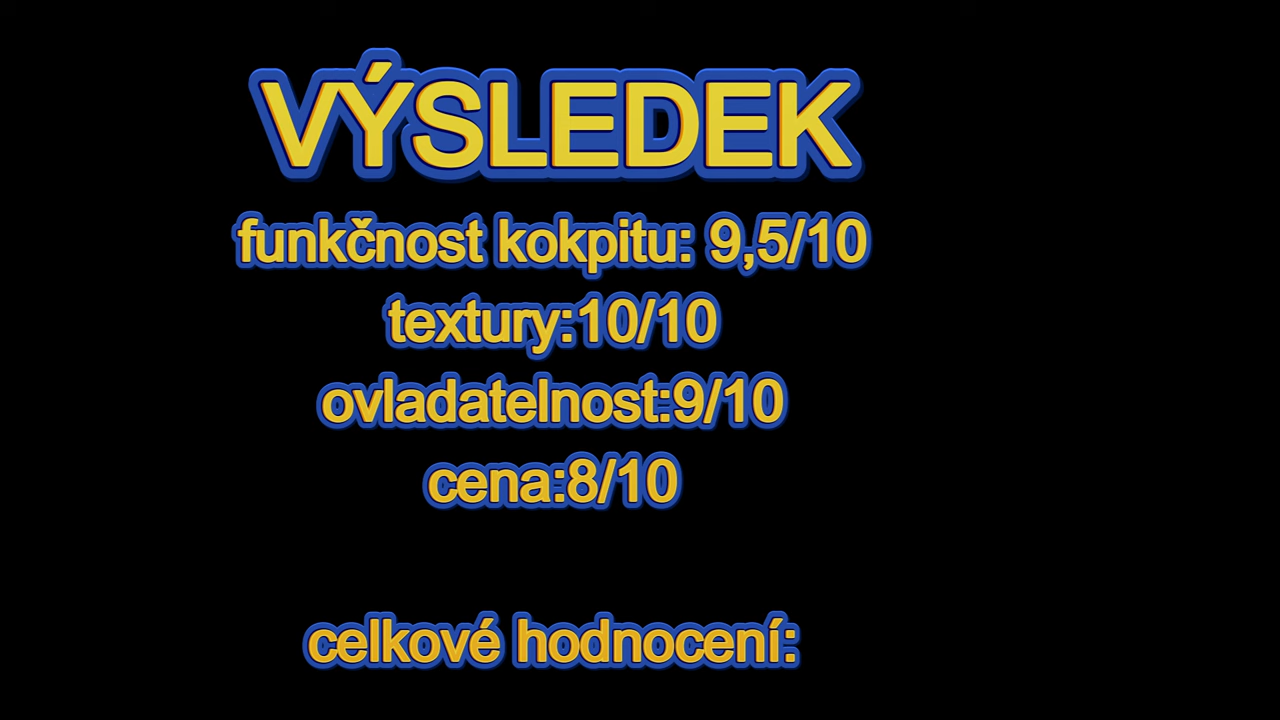 VÝSLEDEK
funkčnost kokpitu: 9,5/10
textury:10/10
ovladatelnost:9/10
cena:8/10
celkové hodnocení: